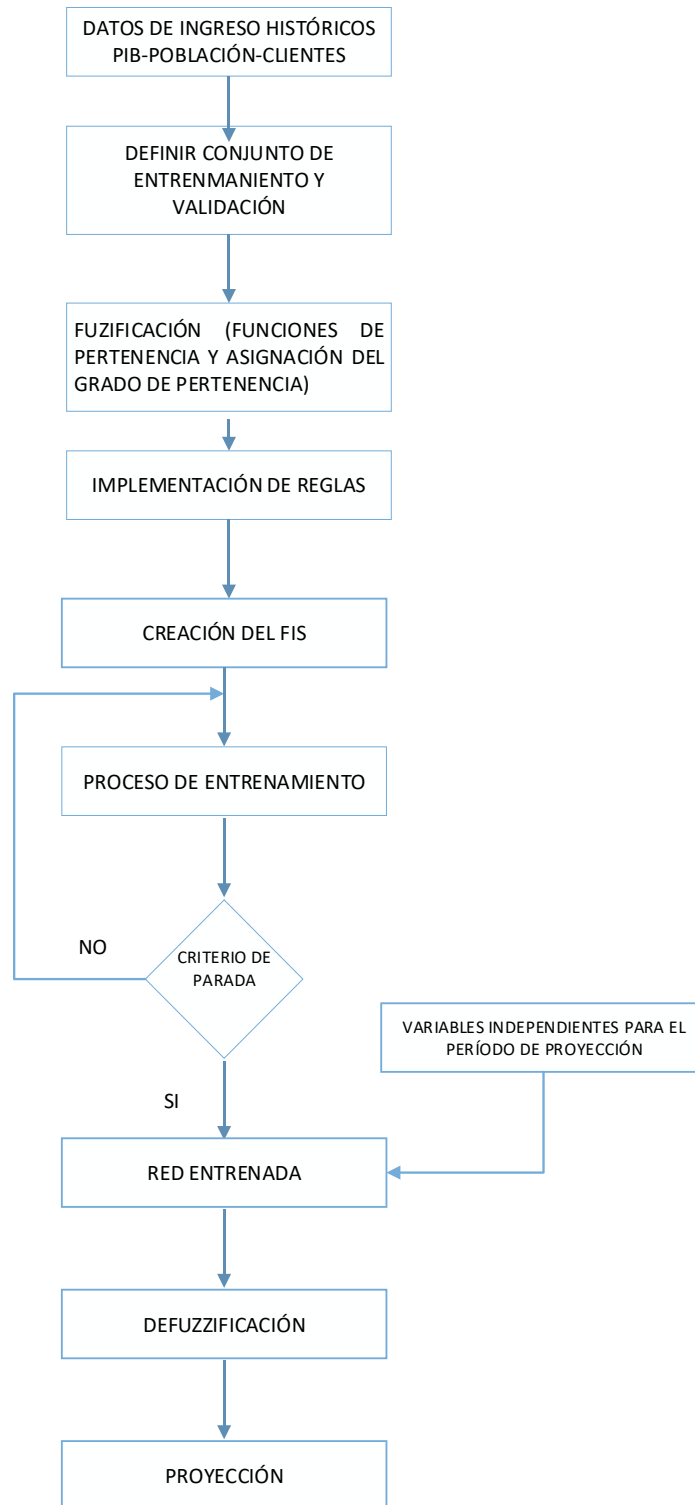 DATOS DE INGRESO HISTÓRICOS
PIB-POBLACIÓN-CLIENTES
DEFINIR CONJUNTO DE
ENTRENMANIENTO Y
VALIDACIÓN
FUZIFICACIÓN (FUNCIONES DE
PERTENENCIA Y ASIGNACIÓN DEL
GRADO DE PERTENENCIA)
IMPLEMENTACIÓN DE REGLAS
CREACIÓN DEL FIS
PROCESO DE ENTRENAMIENTO
NO
CRITERIO DE
PARADA
VARIABLES INDEPENDIENTES PARA EL
PERÍODO DE PROYECCIÓN
SI
RED ENTRENADA
DEFUZZIFICACIÓN
PROYECCIÓN